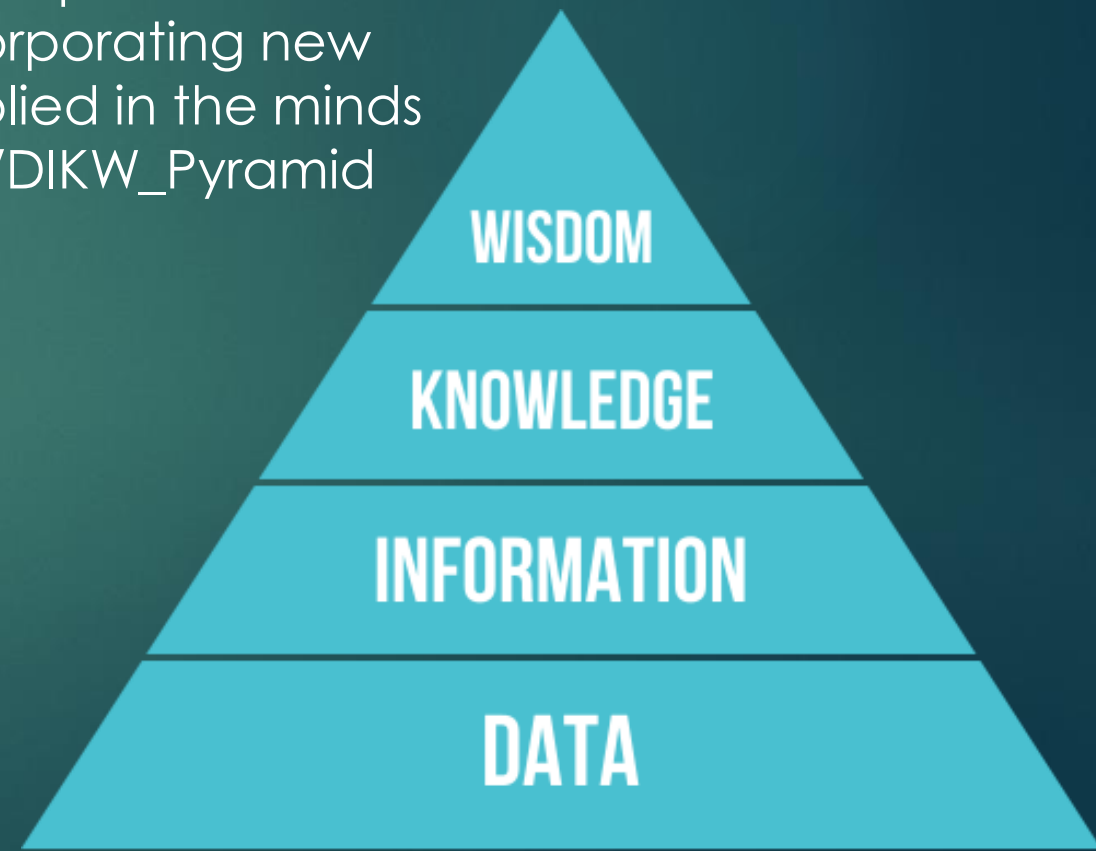 orporating new
plied in the minds
/DIKW_Pyramid
WISDOM
KNOWLEDGE
INFORMATION
DATA